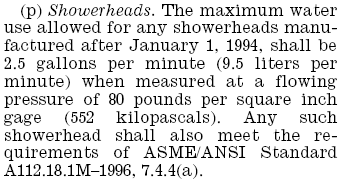 (p) Showerheads. The maximum water
use allowed for any showerheads manu-
factured after January 1, 1994, shall be
2.5 gallons per minute (9.5 liters per
minute) when measured at a flowing
pressure of 80 pounds per square inch
gage (552 kilopascals). Any such
showerhead shall also meet the re-
quirements of ASME/ANSI Standard
A112.18.1M–1996, 7.4.4(a).